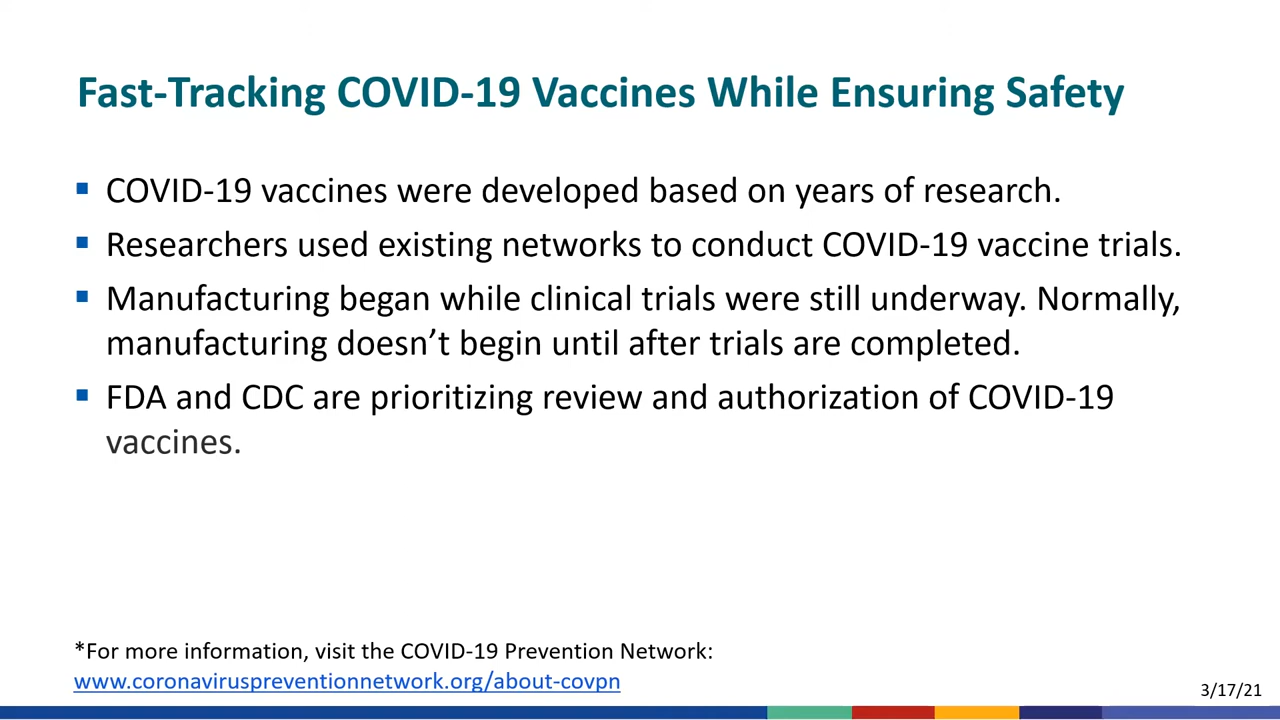 Fast-Tracking COVID-19 Vaccines While Ensuring Safety
▪ COVID-19 vaccines were developed based on years of research.
▪ Researchers used existing networks to conduct COVID-19 vaccine trials.
▪ Manufacturing began while clinical trials were still underway. Normally,
manufacturing doesn’t begin until after trials are completed.
▪ FDA and CDC are prioritizing review and authorization of COVID-19
vaccines.
*For more information, visit the COVID-19 Prevention Network:
www.coronaviruspreventionnetwork.org/about-covpn
3/17/21